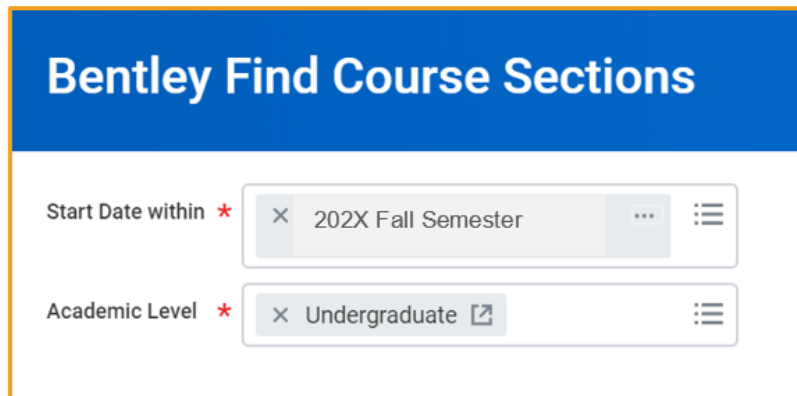 Bentley Find Course Sections
Start Date within * × 202X Fall Semester ...
Academic Level * × Undergraduate